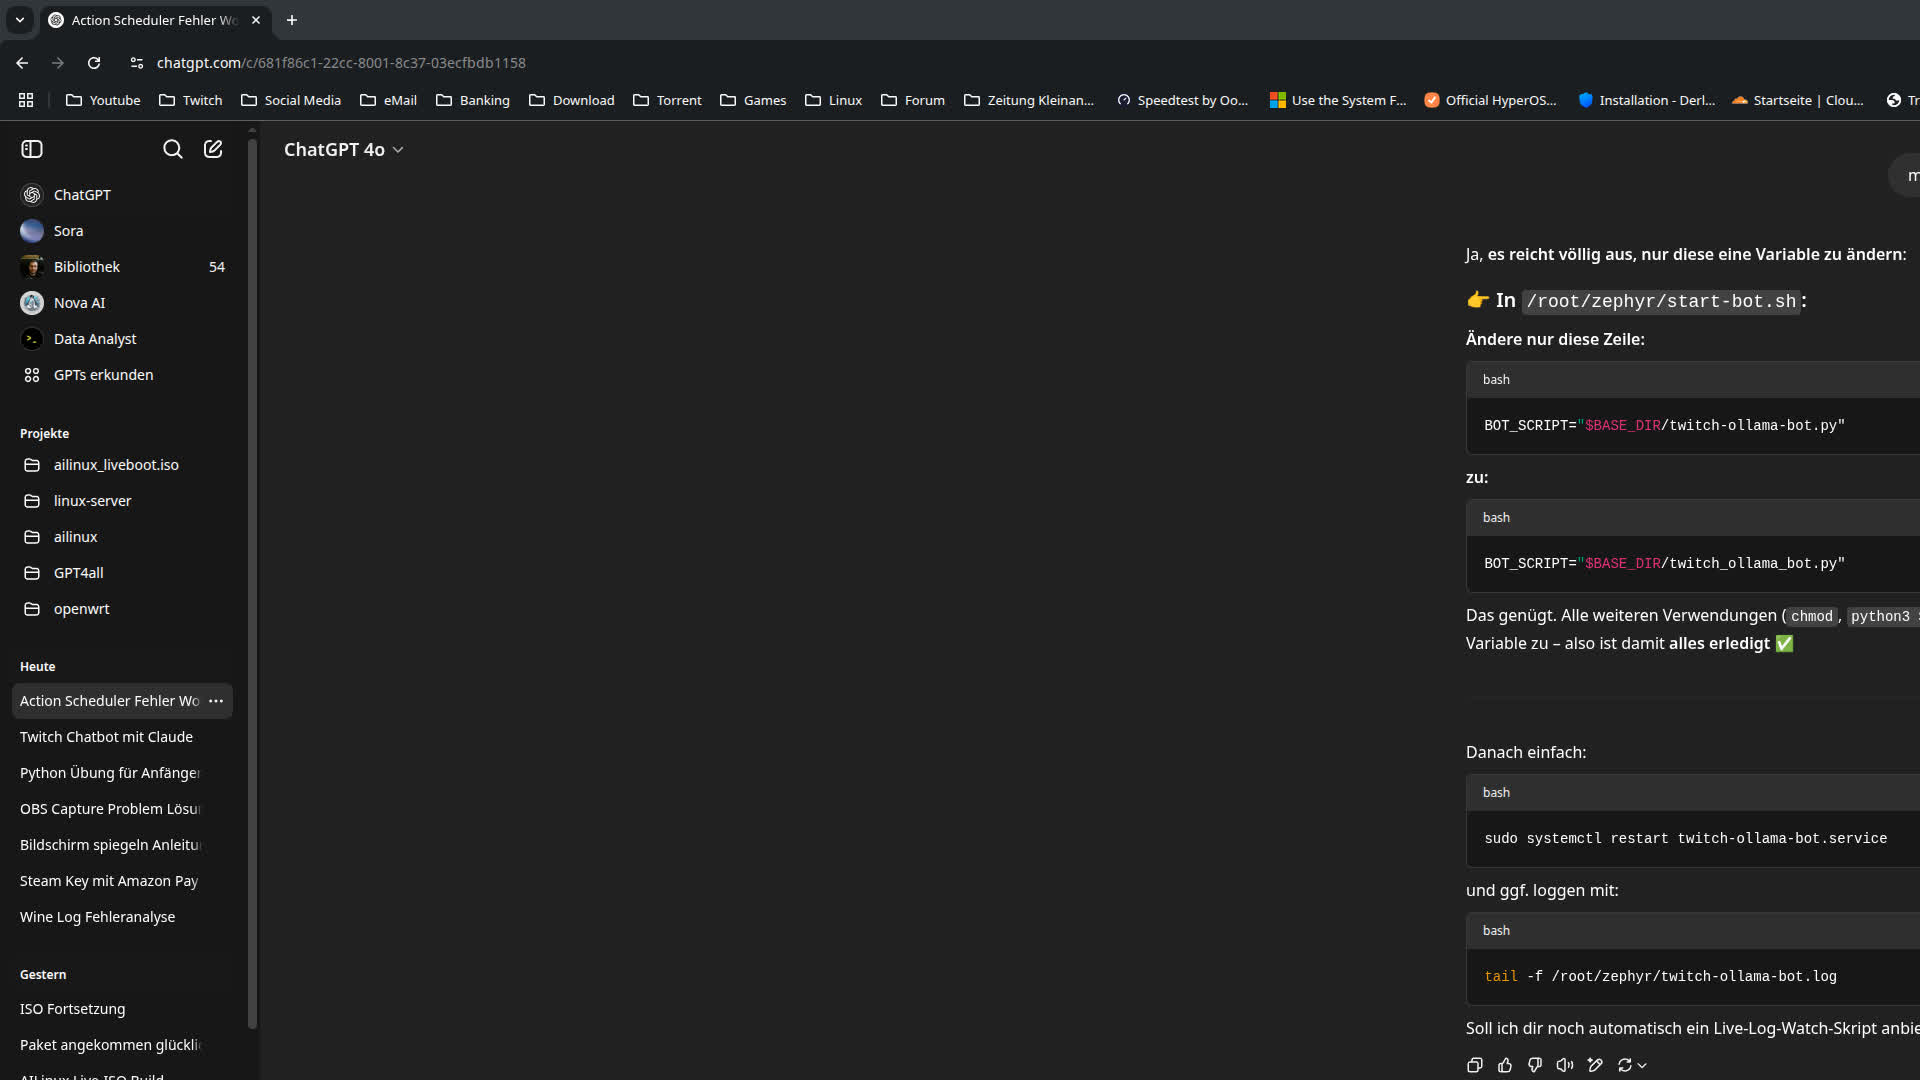 Action Scheduler Fehler Wo
chatgpt.com/c/681f86c1-22cc-8001-8c37-03ecfbdb1158
Youtube Twitch Social Media eMail Banking Download Torrent Games Linux Forum Zeitung Kleinan... Speedtest by Oo... Use the System F... Official HyperOS... Installation - Derl... Startseite | Clou... Tr
ChatGPT 4o
ChatGPT
Sora
Bibliothek 54
Nova AI
Data Analyst
GPTs erkunden
Projekte
ailinux_liveboot.iso
linux-server
ailinux
GPT4all
openwrt
Heute
Action Scheduler Fehler Wo
Twitch Chatbot mit Claude
Python Übung für Anfänger
OBS Capture Problem Lösu
Bildschirm spiegeln Anleitu
Steam Key mit Amazon Pay
Wine Log Fehleranalyse
Gestern
ISO Fortsetzung
Paket angekommen glückli
AILinux Live-ISO Build
m
Ja, es reicht völlig aus, nur diese eine Variable zu ändern:
👉 In /root/zephyr/start-bot.sh:
Ändere nur diese Zeile:
bash
BOT_SCRIPT="$BASE_DIR/twitch-ollama-bot.py"
zu:
bash
BOT_SCRIPT="$BASE_DIR/twitch_ollama_bot.py"
Das genügt. Alle weiteren Verwendungen (chmod, python3
Variable zu – also ist damit alles erledigt ✅
Danach einfach:
bash
sudo systemctl restart twitch-ollama-bot.service
und ggf. loggen mit:
bash
tail -f /root/zephyr/twitch-ollama-bot.log
Soll ich dir noch automatisch ein Live-Log-Watch-Skript anbie